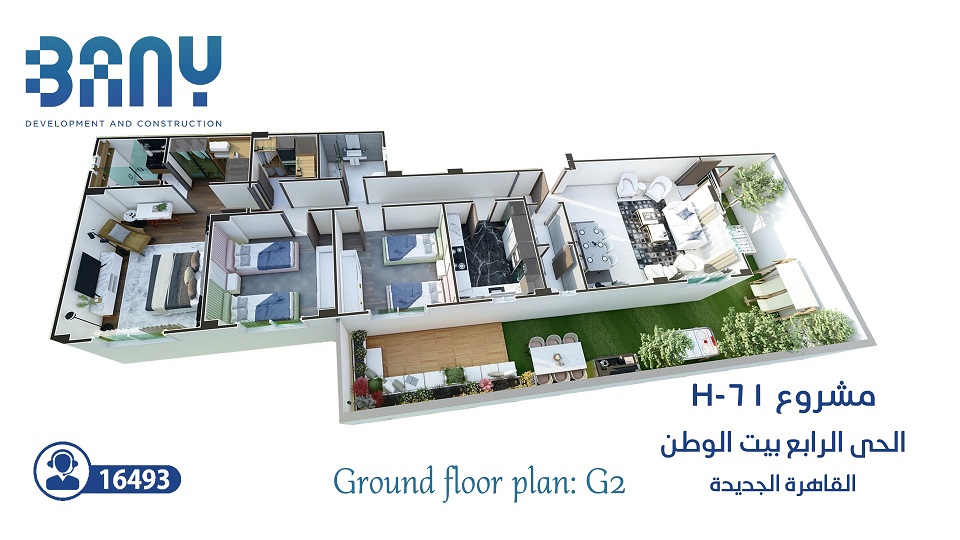 BANY
DEVELOPMENT AND CONSTRUCTION
مشروع H-٦١
الحى الرابع بيت الوطن
القاهرة الجديدة
Ground floor plan: G2
16493